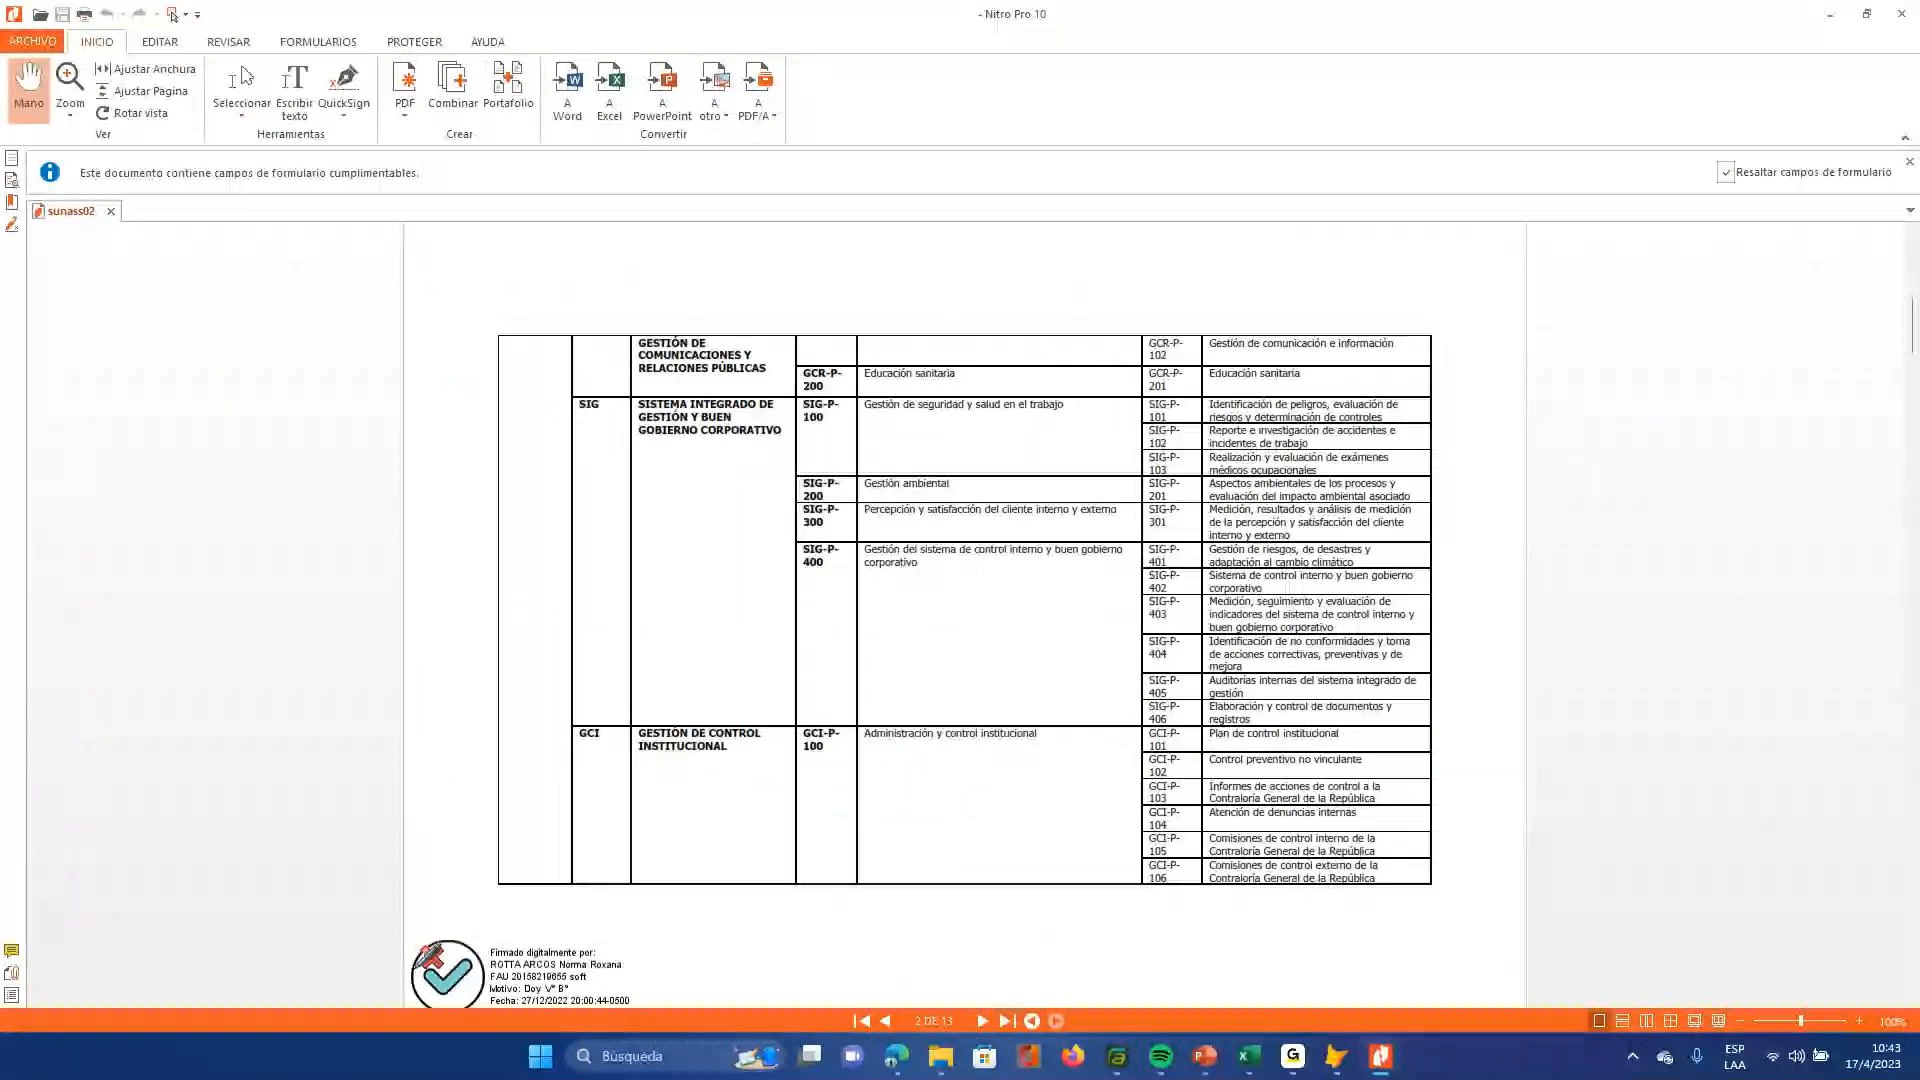 - Nitro Pro 10
ARCHIVO INICIO EDITAR REVISAR FORMULARIOS PROTEGER AYUDA
Mano
Zoom
Ajustar Anchura
Ajustar Pagina
Rotar vista
Ver
Seleccionar
Escribir texto
QuickSign
Herramientas
PDF
Combinar
Portafolio
Crear
A Word
A Excel
A PowerPoint
A otro
A PDF/A
Convertir
Este documento contiene campos de formulario cumplimentables.
Resaltar campos de formulario
sunass02
GESTIÓN DE
COMUNICACIONES Y
RELACIONES PÚBLICAS
GCR-P-
102
Gestión de comunicación e información
GCR-P-
200
Educación sanitaria
GCR-P-
201
Educación sanitaria
SIG
SISTEMA INTEGRADO DE
GESTIÓN Y BUEN
GOBIERNO CORPORATIVO
SIG-P-
100
Gestión de seguridad y salud en el trabajo
SIG-P-
101
Identificación de peligros, evaluación de
riesgos y determinación de controles
SIG-P-
102
Reporte e investigación de accidentes e
incidentes de trabajo
SIG-P-
103
Realización y evaluación de exámenes
médicos ocupacionales
SIG-P-
200
Gestión ambiental
SIG-P-
201
Aspectos ambientales de los procesos y
evaluación del impacto ambiental asociado
SIG-P-
300
Percepción y satisfacción del cliente interno y externo
SIG-P-
301
Medición, resultados y análisis de medición
de la percepción y satisfacción del cliente
interno y externo
SIG-P-
400
Gestión del sistema de control interno y buen gobierno
corporativo
SIG-P-
401
Gestión de riesgos, de desastres y
adaptación al cambio climático
SIG-P-
402
Sistema de control interno y buen gobierno
corporativo
SIG-P-
403
Medición, seguimiento y evaluación de
indicadores del sistema de control interno y
buen gobierno corporativo
SIG-P-
404
Identificación de no conformidades y toma
de acciones correctivas, preventivas y de
mejora
SIG-P-
405
Auditorías internas del sistema integrado de
gestión
SIG-P-
406
Elaboración y control de documentos y
registros
GCI
GESTIÓN DE CONTROL
INSTITUCIONAL
GCI-P-
100
Administración y control institucional
GCI-P-
101
Plan de control institucional
GCI-P-
102
Control preventivo no vinculante
GCI-P-
103
Informes de acciones de control a la
Contraloría General de la República
GCI-P-
104
Atención de denuncias internas
GCI-P-
105
Comisiones de control interno de la
Contraloría General de la República
GCI-P-
106
Comisiones de control externo de la
Contraloría General de la República
Firmado digitalmente por:
ROTTA ARCOS Norma Roxana
FAU 20158219655 soft
Motivo: Doy V° B°
Fecha: 27/12/2022 20:00:44-0500
2 DE 13
100%
Búsqueda
ESP
LAA
10:43
17/4/2023